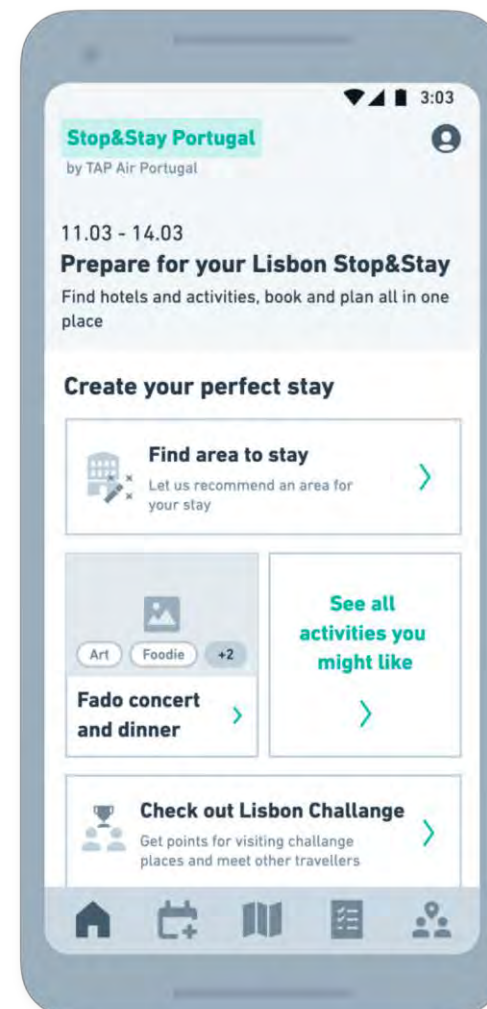 3:03
Stop&Stay Portugal
by TAP Air Portugal
11.03 - 14.03
Prepare for your Lisbon Stop&Stay
Find hotels and activities, book and plan all in one
place
Create your perfect stay
Find area to stay
Let us recommend an area for
your stay
Art Foodie +2
Fado concert
and dinner
See all
activities you
might like
Check out Lisbon Challange
Get points for visiting challange
places and meet other travellers